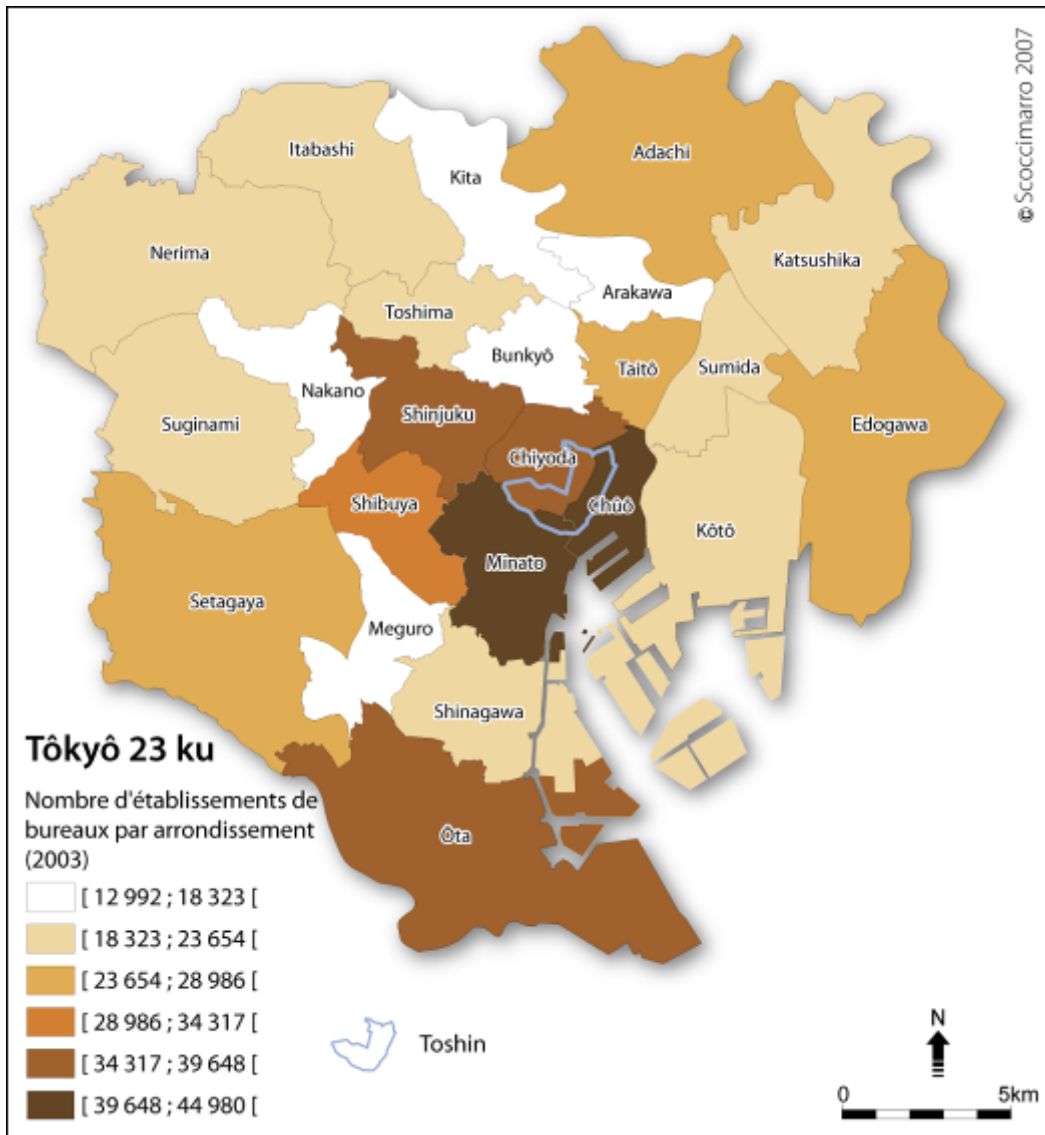 © Scoccimarro 2007
Itabashi
Kita
Adachi
Nerima
Katsushika
Arakawa
Toshima
Bunkyô
Taitô
Sumida
Nakano
Shinjuku
Suginami
Edogawa
Chiyoda
Shibuya
Chûô
Kôtô
Minato
Setagaya
Meguro
Shinagawa
Tôkyô 23 ku
Nombre d'établissements de
bureaux par arrondissement
(2003)
Ôta
[ 12 992 ; 18 323 [
[ 18 323 ; 23 654 [
[ 23 654 ; 28 986 [
[ 28 986 ; 34 317 [
[ 34 317 ; 39 648 [
[ 39 648 ; 44 980 [
Toshin
N
0 5km